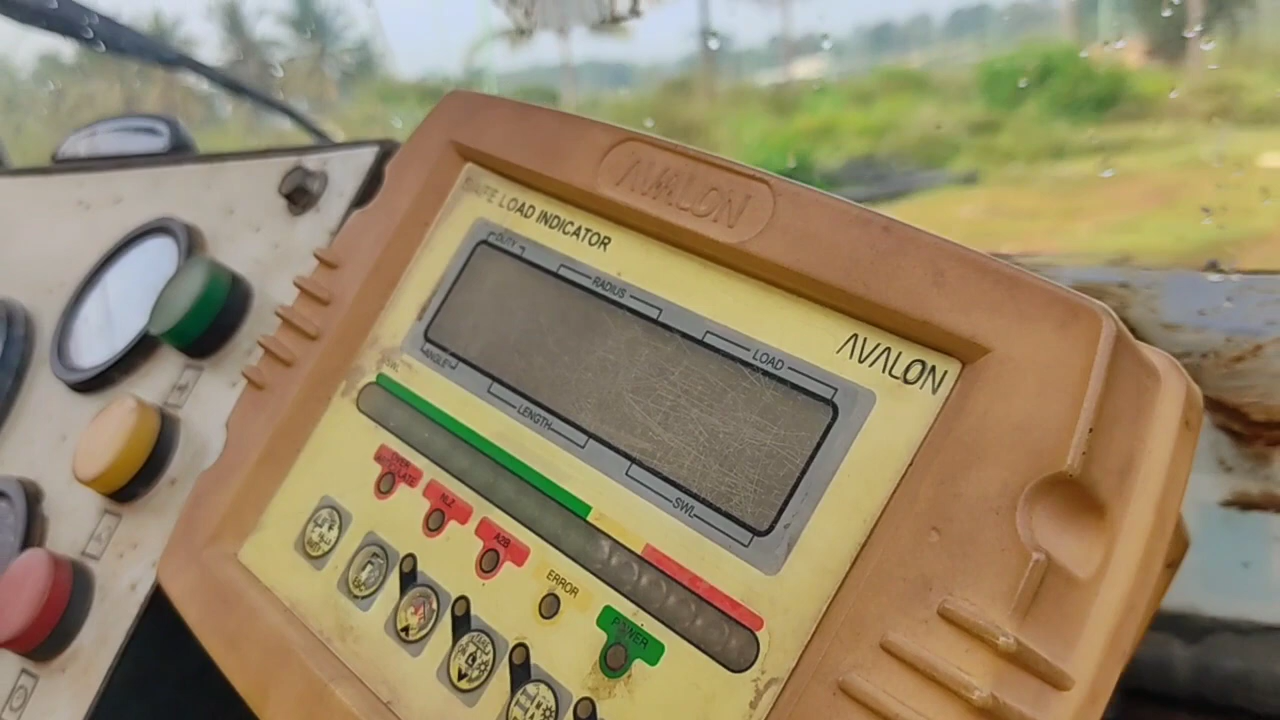 AVALON
SAFE LOAD INDICATOR
DUTY
RADIUS
LOAD
AVALON
ANGLE
LENGTH
SWL
NLZ
A2B
ERROR
POWER